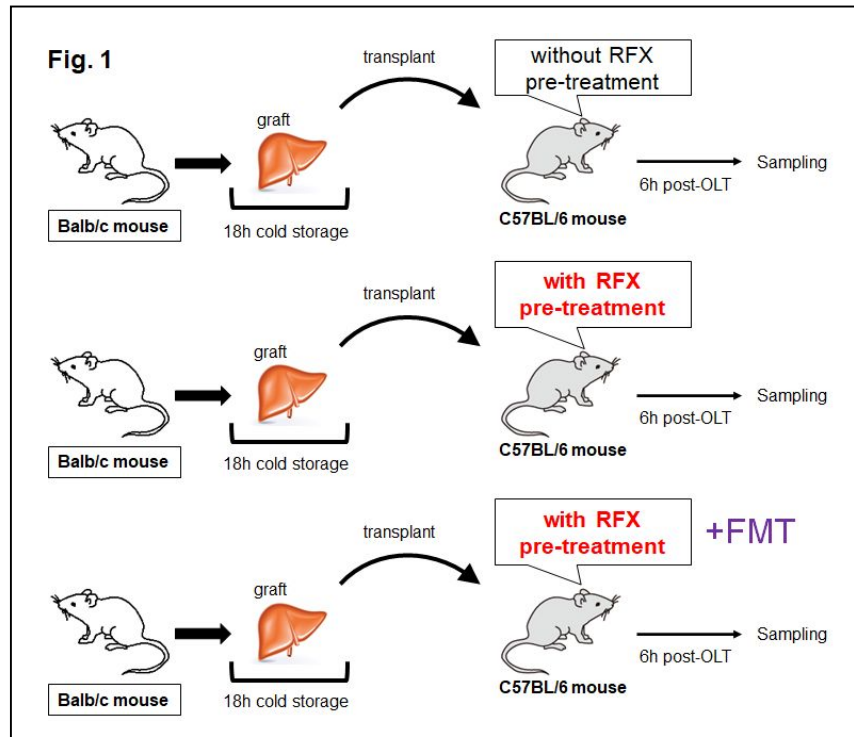 Fig. 1
transplant
without RFX
pre-treatment
graft
Balb/c mouse
18h cold storage
C57BL/6 mouse
6h post-OLT
Sampling
transplant
with RFX
pre-treatment
graft
Balb/c mouse
18h cold storage
C57BL/6 mouse
6h post-OLT
Sampling
transplant
with RFX
pre-treatment
+FMT
graft
Balb/c mouse
18h cold storage
C57BL/6 mouse
6h post-OLT
Sampling